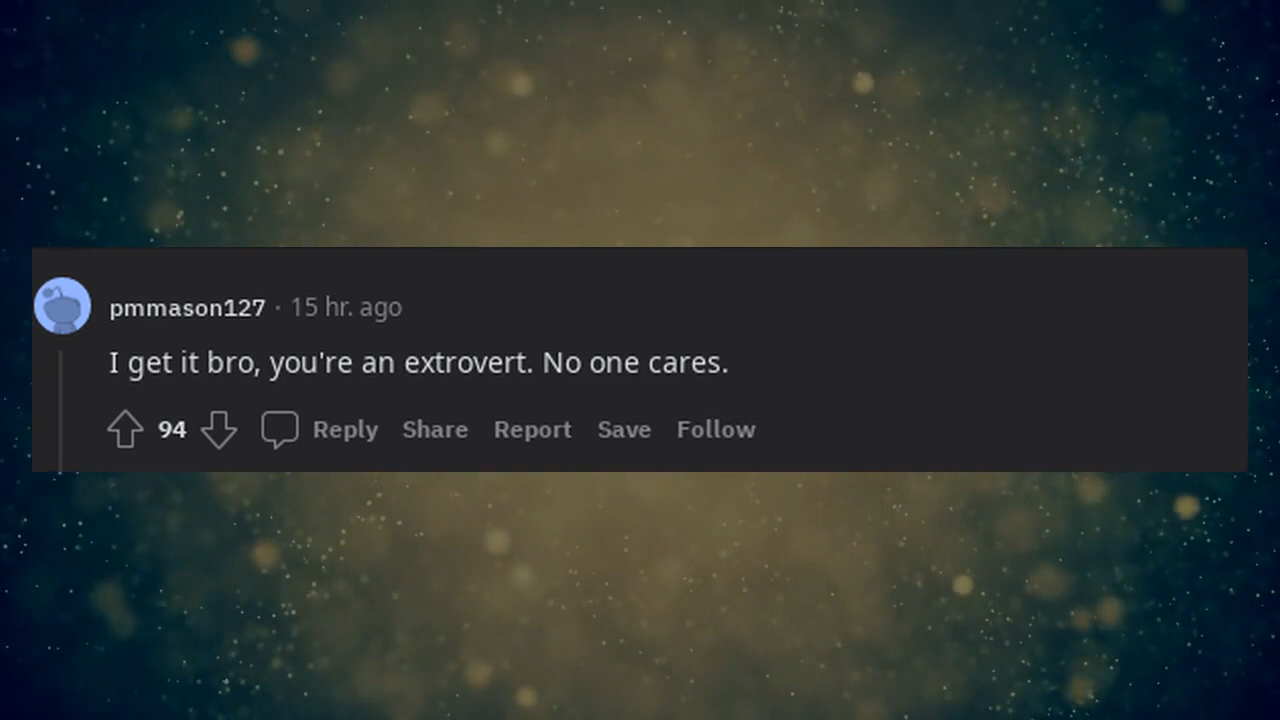 pmmason127 · 15 hr. ago
I get it bro, you're an extrovert. No one cares.
94 Reply Share Report Save Follow